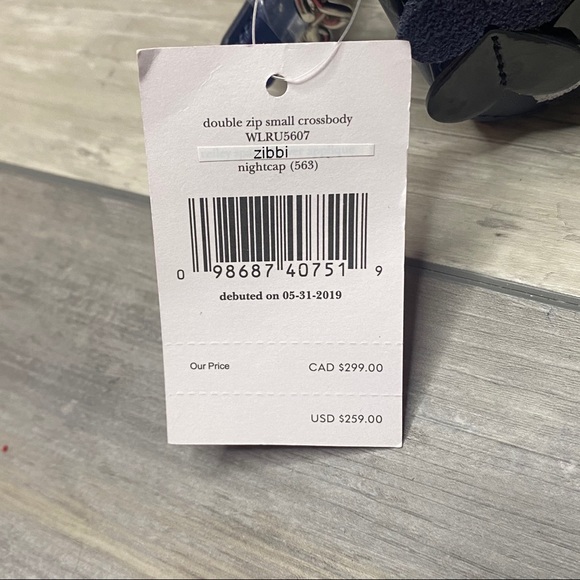 double zip small crossbody
WLRU5607
zibbi
nightcap (563)
0 98687 40751 9
debuted on 05-31-2019
Our Price CAD $299.00
USD $259.00